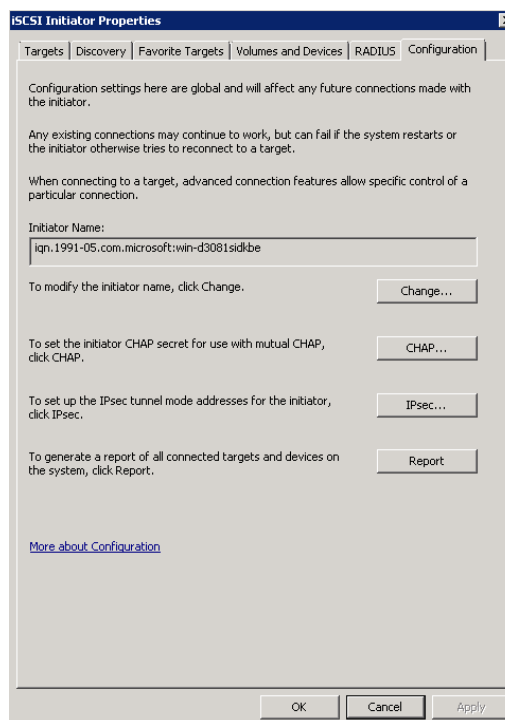 iSCSI Initiator Properties
Targets Discovery Favorite Targets Volumes and Devices RADIUS Configuration
Configuration settings here are global and will affect any future connections made with
the initiator.
Any existing connections may continue to work, but can fail if the system restarts or
the initiator otherwise tries to reconnect to a target.
When connecting to a target, advanced connection features allow specific control of a
particular connection.
Initiator Name:
iqn.1991-05.com.microsoft:win-d3081sidkbe
To modify the initiator name, click Change.
Change...
To set the initiator CHAP secret for use with mutual CHAP,
click CHAP.
CHAP...
To set up the IPsec tunnel mode addresses for the initiator,
click IPsec.
IPsec...
To generate a report of all connected targets and devices on
the system, click Report.
Report
More about Configuration
OK Cancel Apply